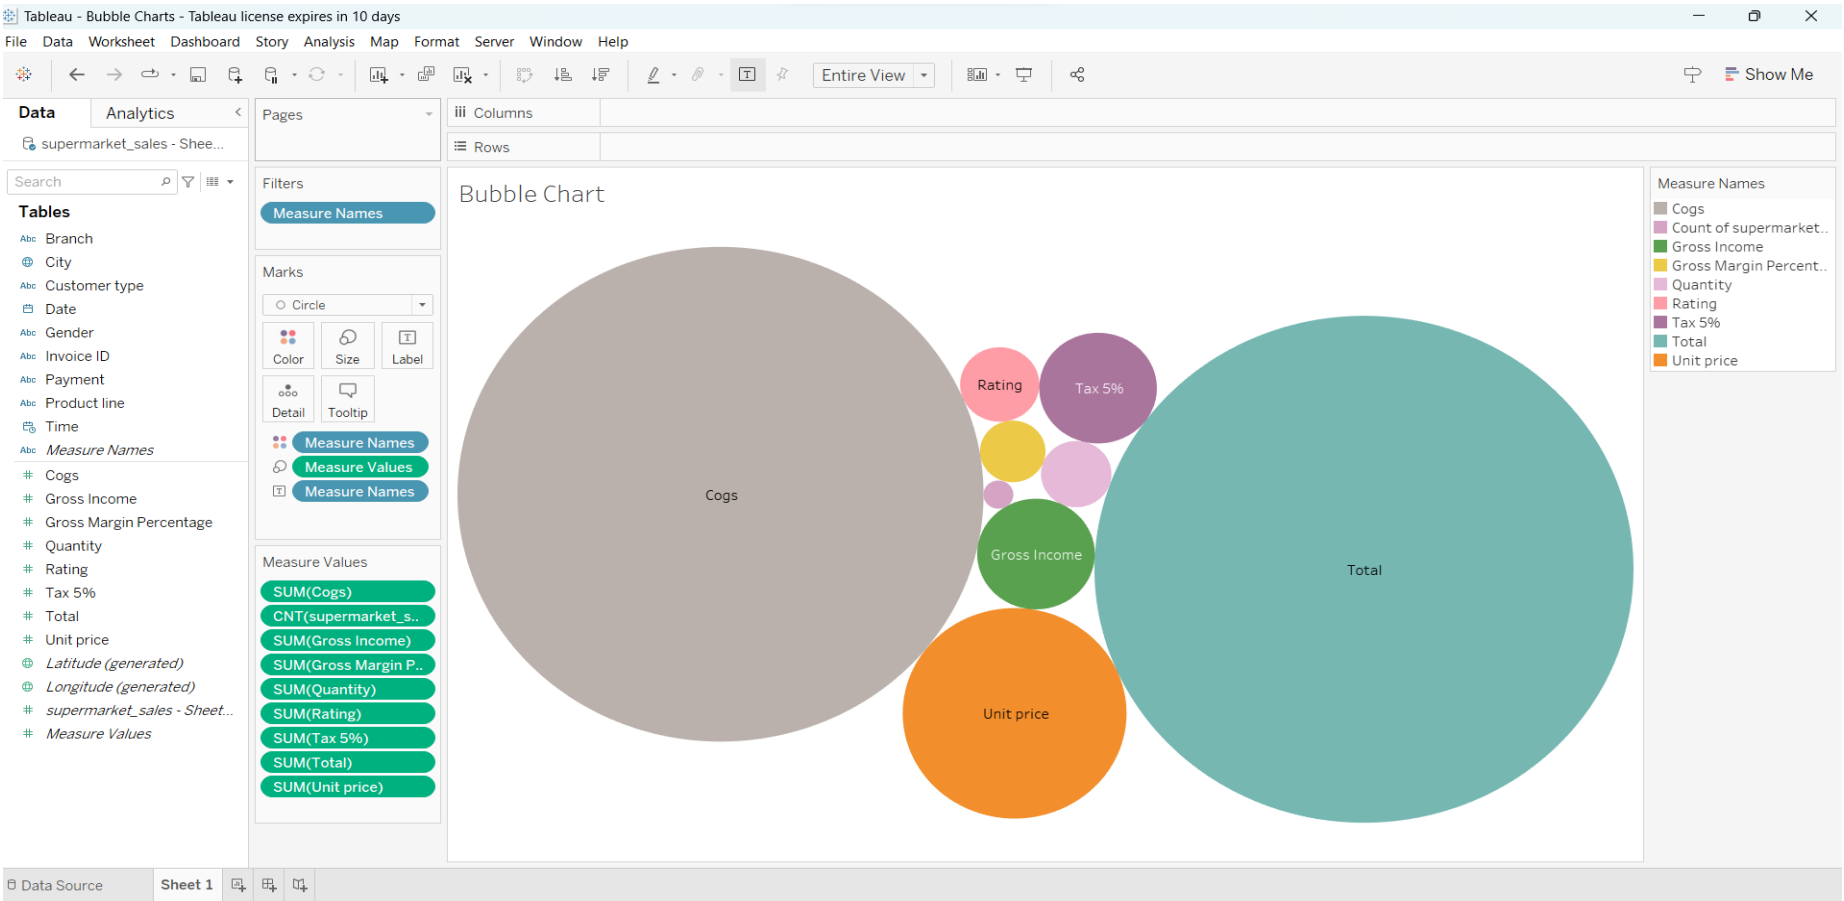 Tableau - Bubble Charts - Tableau license expires in 10 days
File Data Worksheet Dashboard Story Analysis Map Format Server Window Help
Entire View
Show Me
Data
Analytics
supermarket_sales - Shee...
Search
Tables
Abc Branch
City
Abc Customer type
Date
Abc Gender
Abc Invoice ID
Abc Payment
Abc Product line
Time
Abc Measure Names
# Cogs
# Gross Income
# Gross Margin Percentage
# Quantity
# Rating
# Tax 5%
# Total
# Unit price
Latitude (generated)
Longitude (generated)
# supermarket_sales - Sheet...
# Measure Values
Pages
Filters
Measure Names
Marks
Circle
Color
Size
Label
Detail
Tooltip
Measure Names
Measure Values
Measure Names
Measure Values
SUM(Cogs)
CNT(supermarket_s..
SUM(Gross Income)
SUM(Gross Margin P..
SUM(Quantity)
SUM(Rating)
SUM(Tax 5%)
SUM(Total)
SUM(Unit price)
Columns
Rows
Bubble Chart
Cogs
Rating
Tax 5%
Gross Income
Total
Unit price
Measure Names
Cogs
Count of supermarket..
Gross Income
Gross Margin Percent..
Quantity
Rating
Tax 5%
Total
Unit price
Data Source
Sheet 1